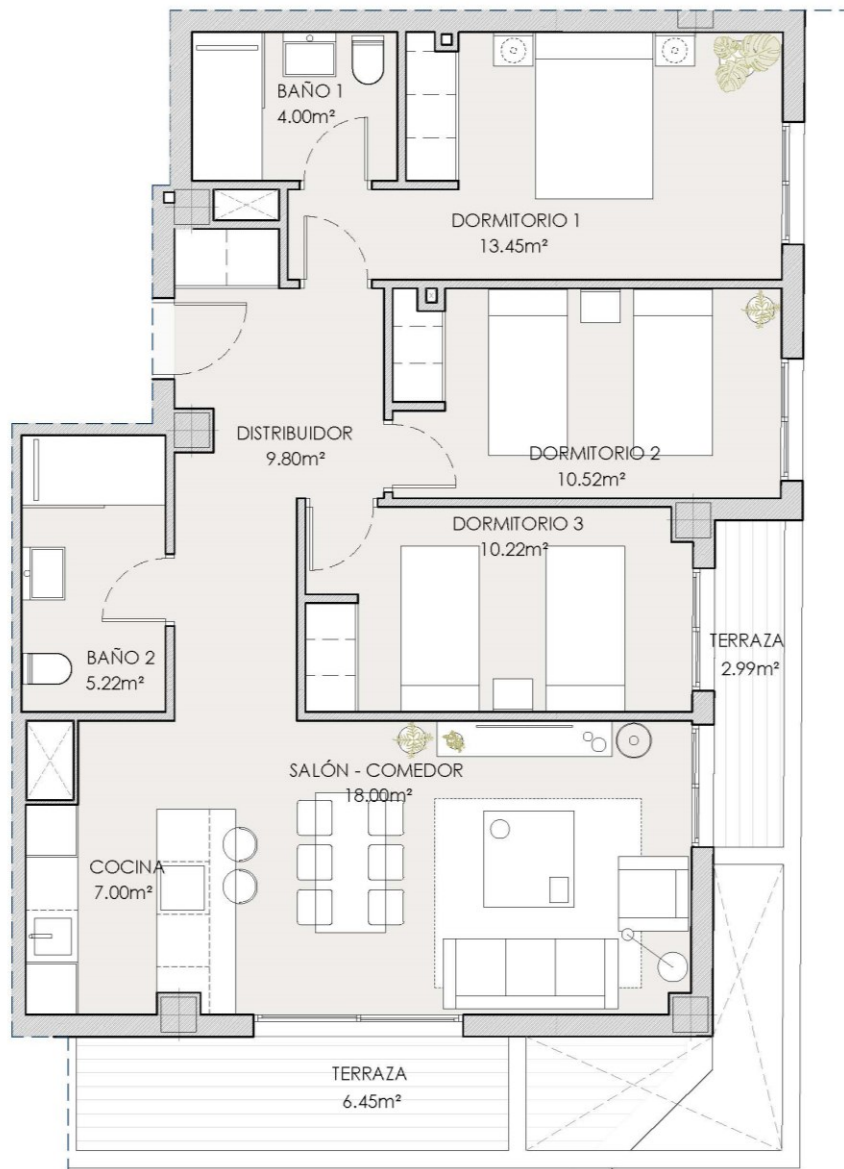 BAÑO 1
4.00m²
DORMITORIO 1
13.45m²
DISTRIBUIDOR
9.80m²
DORMITORIO 2
10.52m²
DORMITORIO 3
10.22m²
BAÑO 2
5.22m²
TERRAZA
2.99m²
SALÓN - COMEDOR
18.00m²
COCINA
7.00m²
TERRAZA
6.45m²